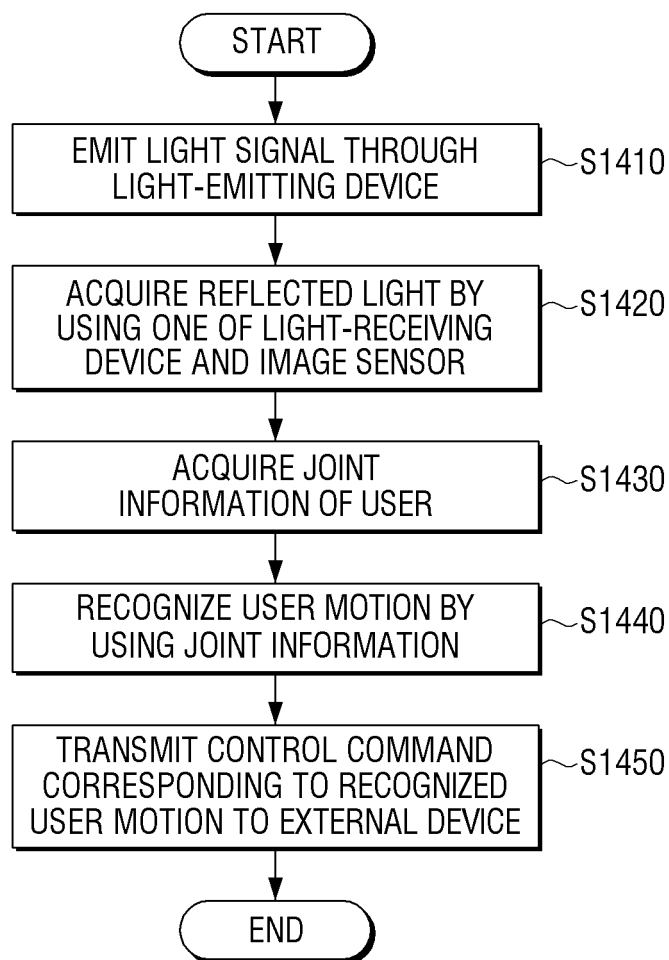 START
EMIT LIGHT SIGNAL THROUGH
LIGHT-EMITTING DEVICE
S1410
ACQUIRE REFLECTED LIGHT BY
USING ONE OF LIGHT-RECEIVING
DEVICE AND IMAGE SENSOR
S1420
ACQUIRE JOINT
INFORMATION OF USER
S1430
RECOGNIZE USER MOTION BY
USING JOINT INFORMATION
S1440
TRANSMIT CONTROL COMMAND
CORRESPONDING TO RECOGNIZED
USER MOTION TO EXTERNAL DEVICE
S1450
END